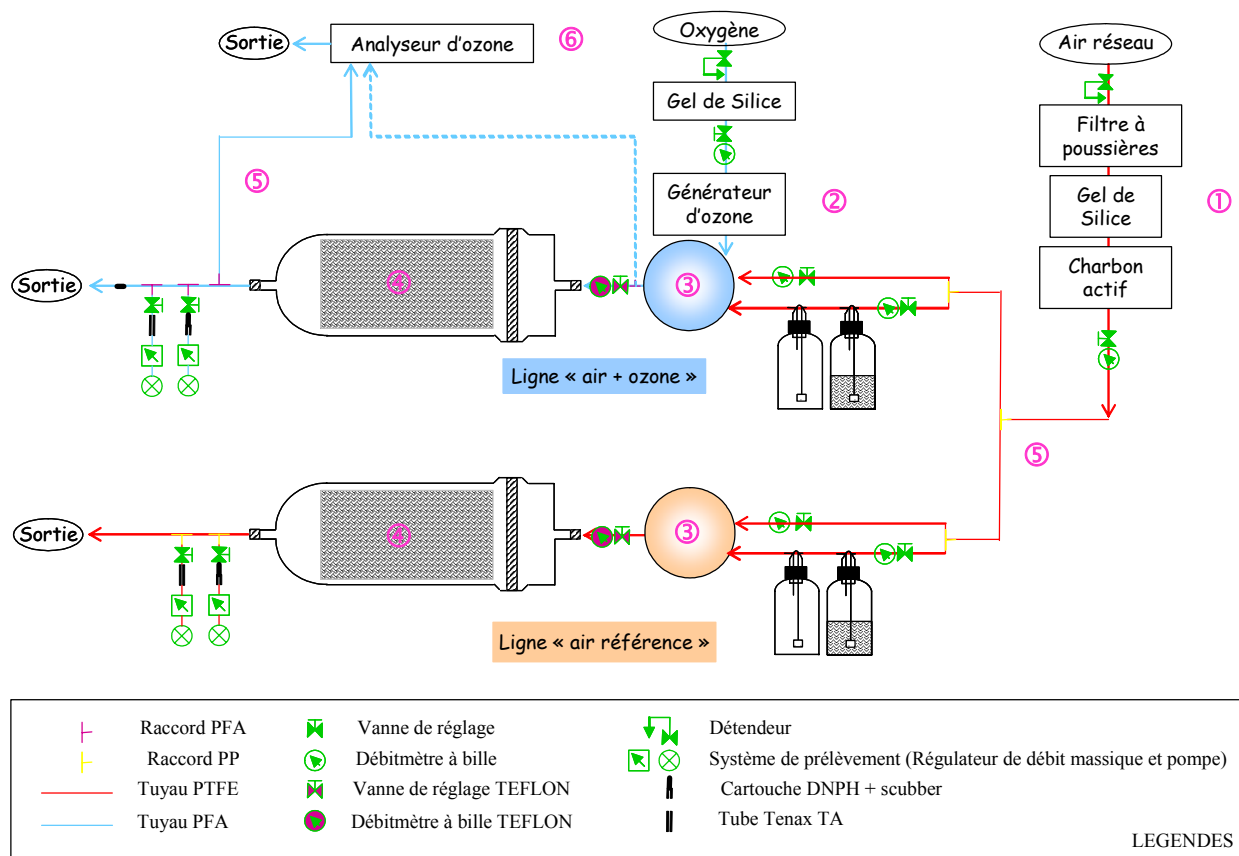 Sortie
Analyseur d'ozone
⑥
Oxygène
Air réseau
Gel de Silice
Filtre à
poussières
⑤
Générateur
d'ozone
②
Gel de
Silice
①
Charbon
actif
Sortie
④
③
Ligne « air + ozone »
⑤
Sortie
④
③
Ligne « air référence »
Raccord PFA
Raccord PP
Tuyau PTFE
Tuyau PFA
Vanne de réglage
Débitmètre à bille
Vanne de réglage TEFLON
Débitmètre à bille TEFLON
Détendeur
Système de prélèvement (Régulateur de débit massique et pompe)
Cartouche DNPH + scubber
Tube Tenax TA
LEGENDES